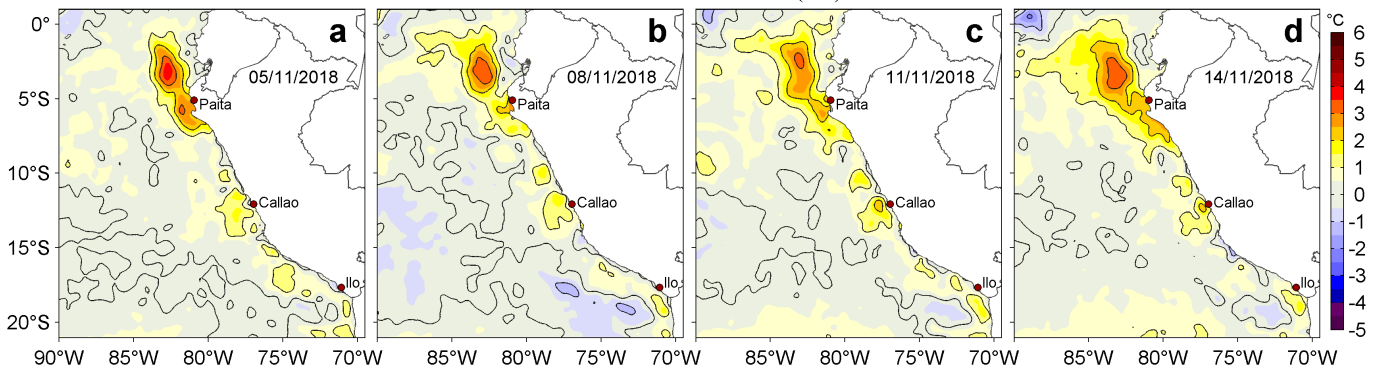 a
b
c
d
°C
05/11/2018
08/11/2018
11/11/2018
14/11/2018
Paita
Paita
Paita
Paita
Callao
Callao
Callao
Callao
Ilo
Ilo
Ilo
Ilo
0°
5°S
10°S
15°S
20°S
90°W 85°W 80°W 75°W 70°W
85°W 80°W 75°W 70°W
85°W 80°W 75°W 70°W
85°W 80°W 75°W 70°W
6
5
4
3
2
1
0
-1
-2
-3
-4
-5